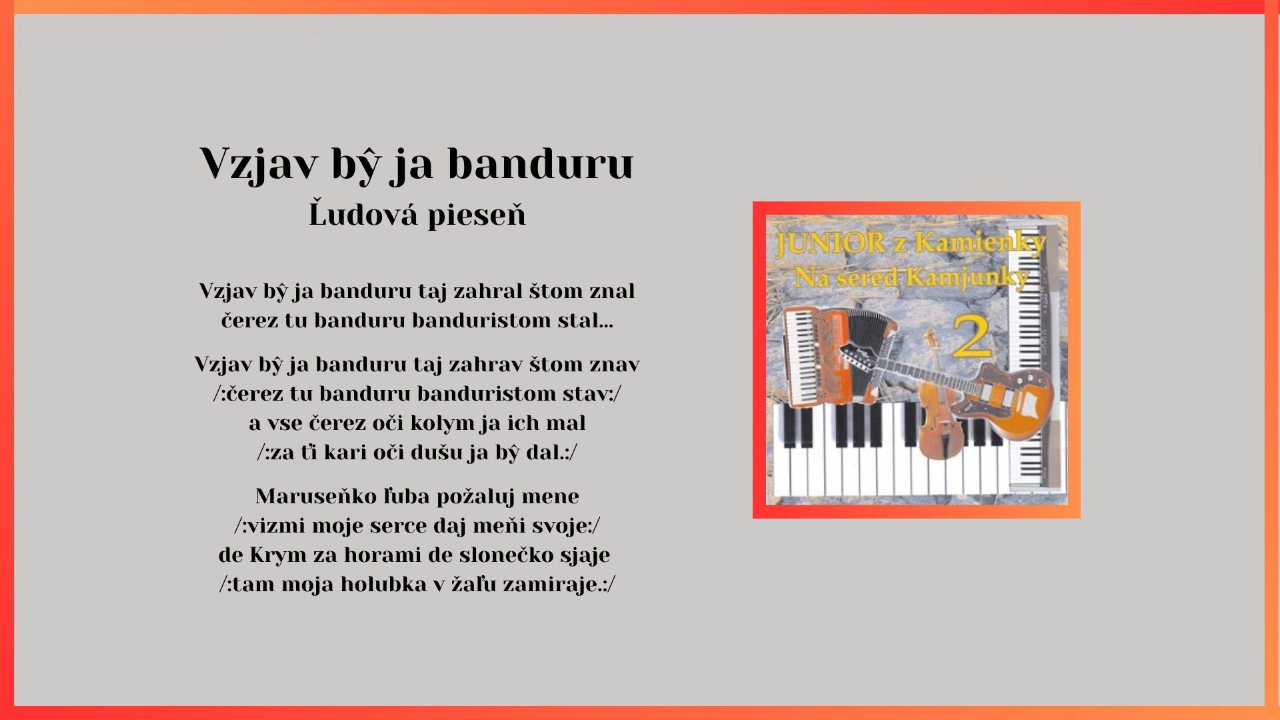 Vzjav bŷ ja banduru
Ľudová pieseň
Vzjav bŷ ja banduru taj zahral štom znal
čerez tu banduru banduristom stal...
Vzjav bŷ ja banduru taj zahrav štom znav
/:čerez tu banduru banduristom stav:/
a vse čerez oči kolym ja ich mal
/:za ťi kari oči dušu ja bŷ dal.:/
Maruseňko ľuba požaluj mene
/:vizmi moje serce daj meňi svoje:/
de Krym za horami de slonečko sjaje
/:tam moja holubka v žaľu zamiraje.:/
JUNIOR z Kamienky
Na sered Kamjunky
2